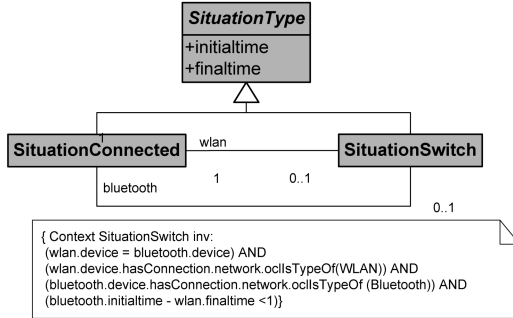 SituationType
+initialtime
+finaltime
SituationConnected
1
wlan
SituationSwitch
1
0..1
bluetooth
0..1
{ Context SituationSwitch inv:
(wlan.device = bluetooth.device) AND
(wlan.device.hasConnection.network.oclIsTypeOf(WLAN)) AND
(bluetooth.device.hasConnection.network.oclIsTypeOf (Bluetooth)) AND
(bluetooth.initialtime - wlan.finaltime <1)}